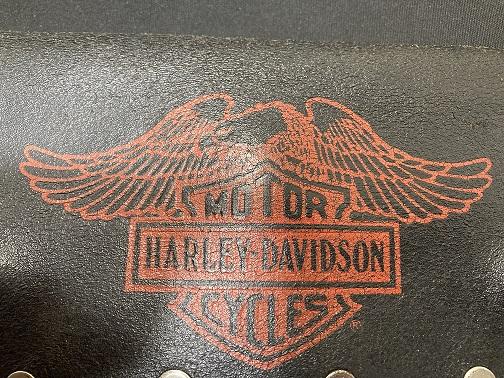 MOTOR
HARLEY-DAVIDSON
CYCLES
®